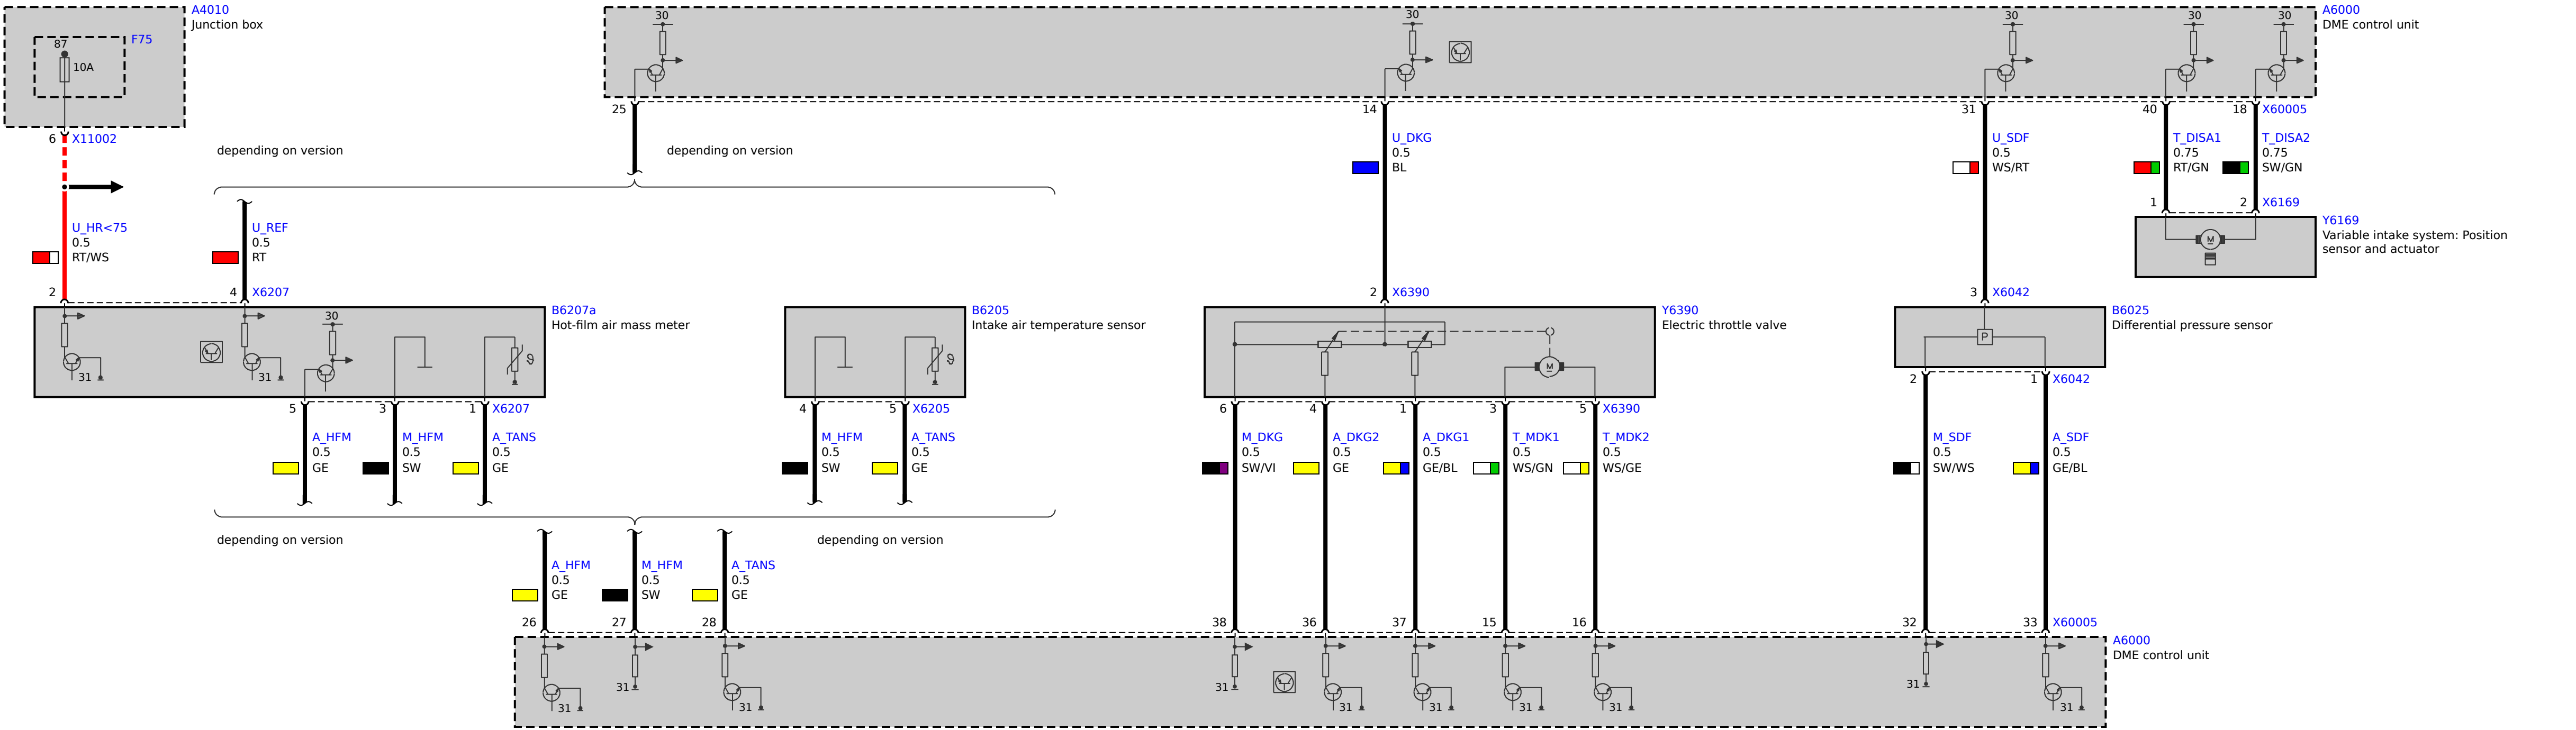 A4010
Junction box
F75
87
10A
6 X11002
30 30 30 30 30
A6000
DME control unit
25 14 31 40 18 X60005
depending on version depending on version
U_DKG
0.5
BL
U_SDF
0.5
WS/RT
T_DISA1
0.75
RT/GN
T_DISA2
0.75
SW/GN
1 2 X6169
Y6169
Variable intake system: Position
sensor and actuator
M
U_HR<75
0.5
RT/WS
U_REF
0.5
RT
2 4 X6207
2 X6390
3 X6042
B6207a
Hot-film air mass meter
30
31 31
B6205
Intake air temperature sensor
Y6390
Electric throttle valve
M
B6025
Differential pressure sensor
P
5 3 1 X6207
4 5 X6205
6 4 1 3 5 X6390
2 1 X6042
A_HFM
0.5
GE
M_HFM
0.5
SW
A_TANS
0.5
GE
M_HFM
0.5
SW
A_TANS
0.5
GE
M_DKG
0.5
SW/VI
A_DKG2
0.5
GE
A_DKG1
0.5
GE/BL
T_MDK1
0.5
WS/GN
T_MDK2
0.5
WS/GE
M_SDF
0.5
SW/WS
A_SDF
0.5
GE/BL
depending on version depending on version
A_HFM
0.5
GE
M_HFM
0.5
SW
A_TANS
0.5
GE
26 27 28 38 36 37 15 16 32 33 X60005
A6000
DME control unit
31 31 31 31 31 31 31 31 31 31